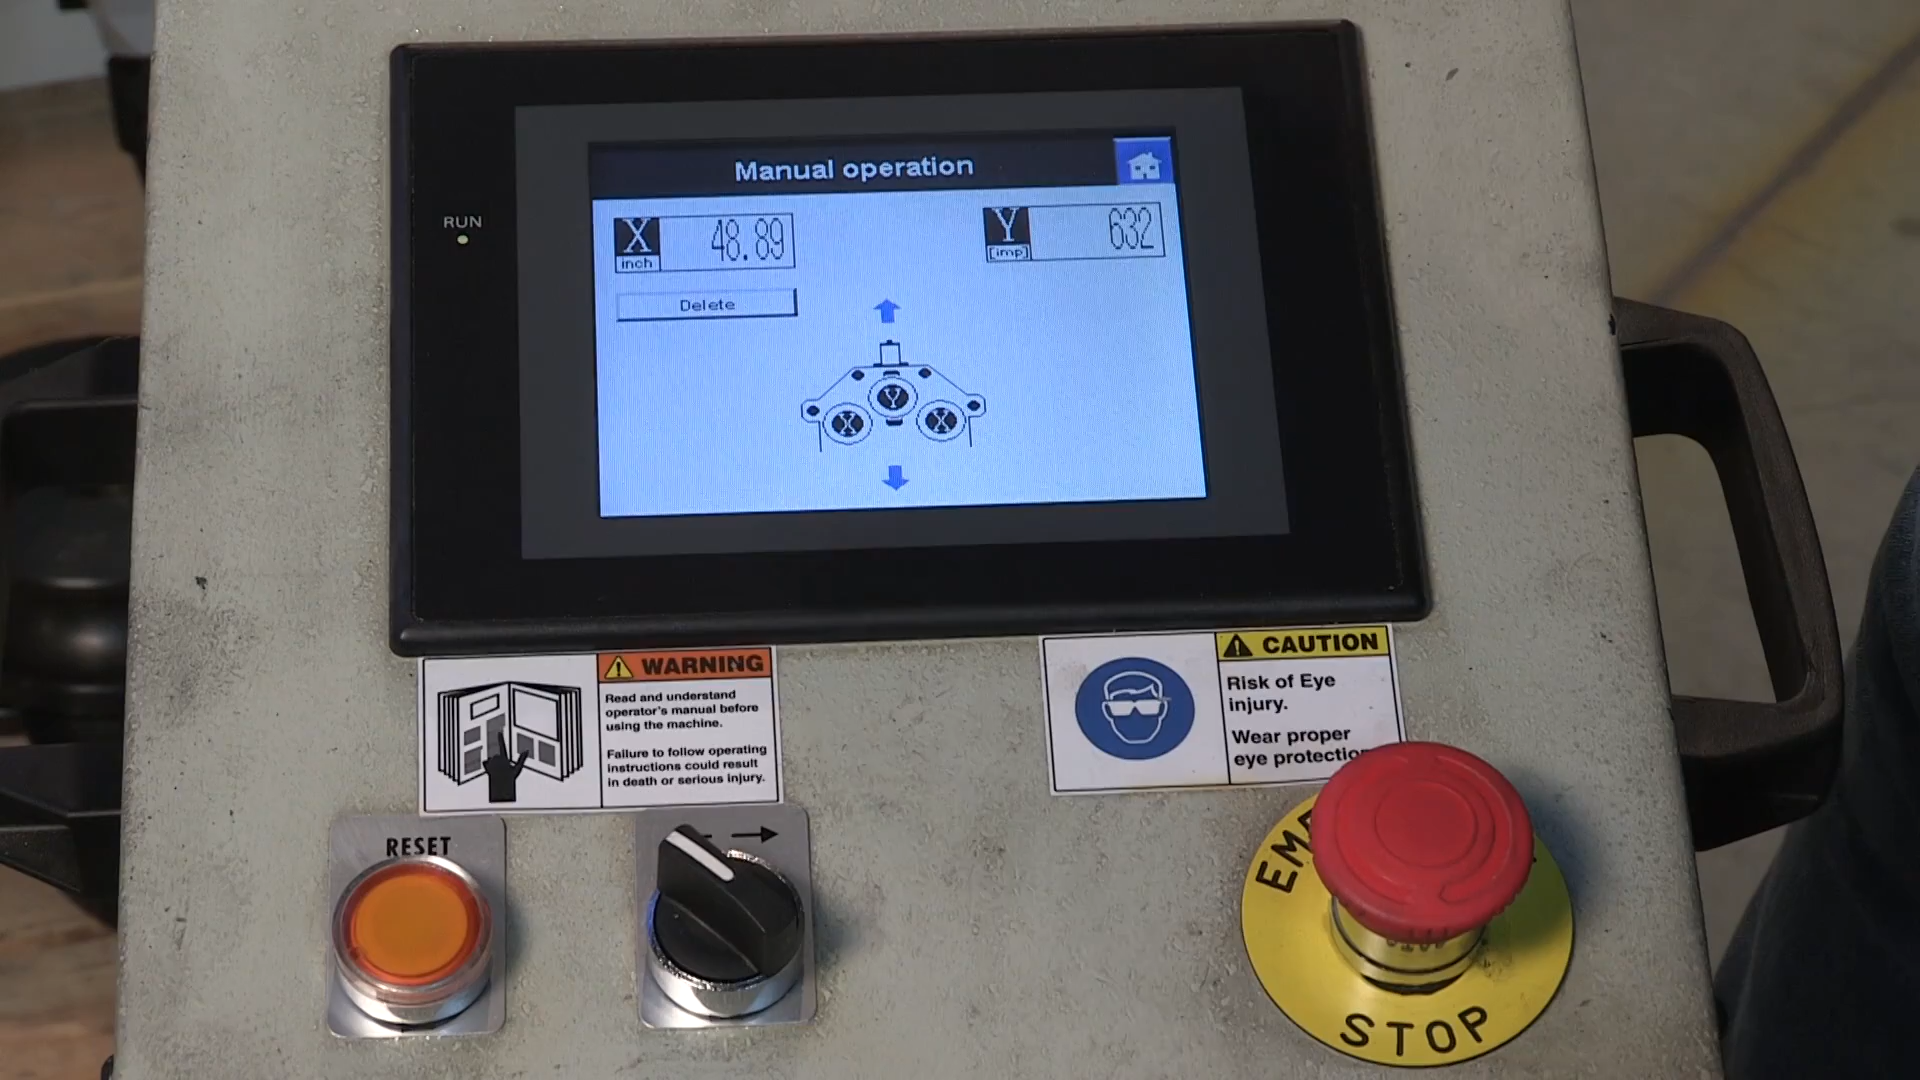 Manual operation
RUN
X
inch
48.89
Y
[imp]
632
Delete
Y
X
X
WARNING
Read and understand
operator's manual before
using the machine.
Failure to follow operating
instructions could result
in death or serious injury.
CAUTION
Risk of Eye
injury.
Wear proper
eye protection
RESET
STOP